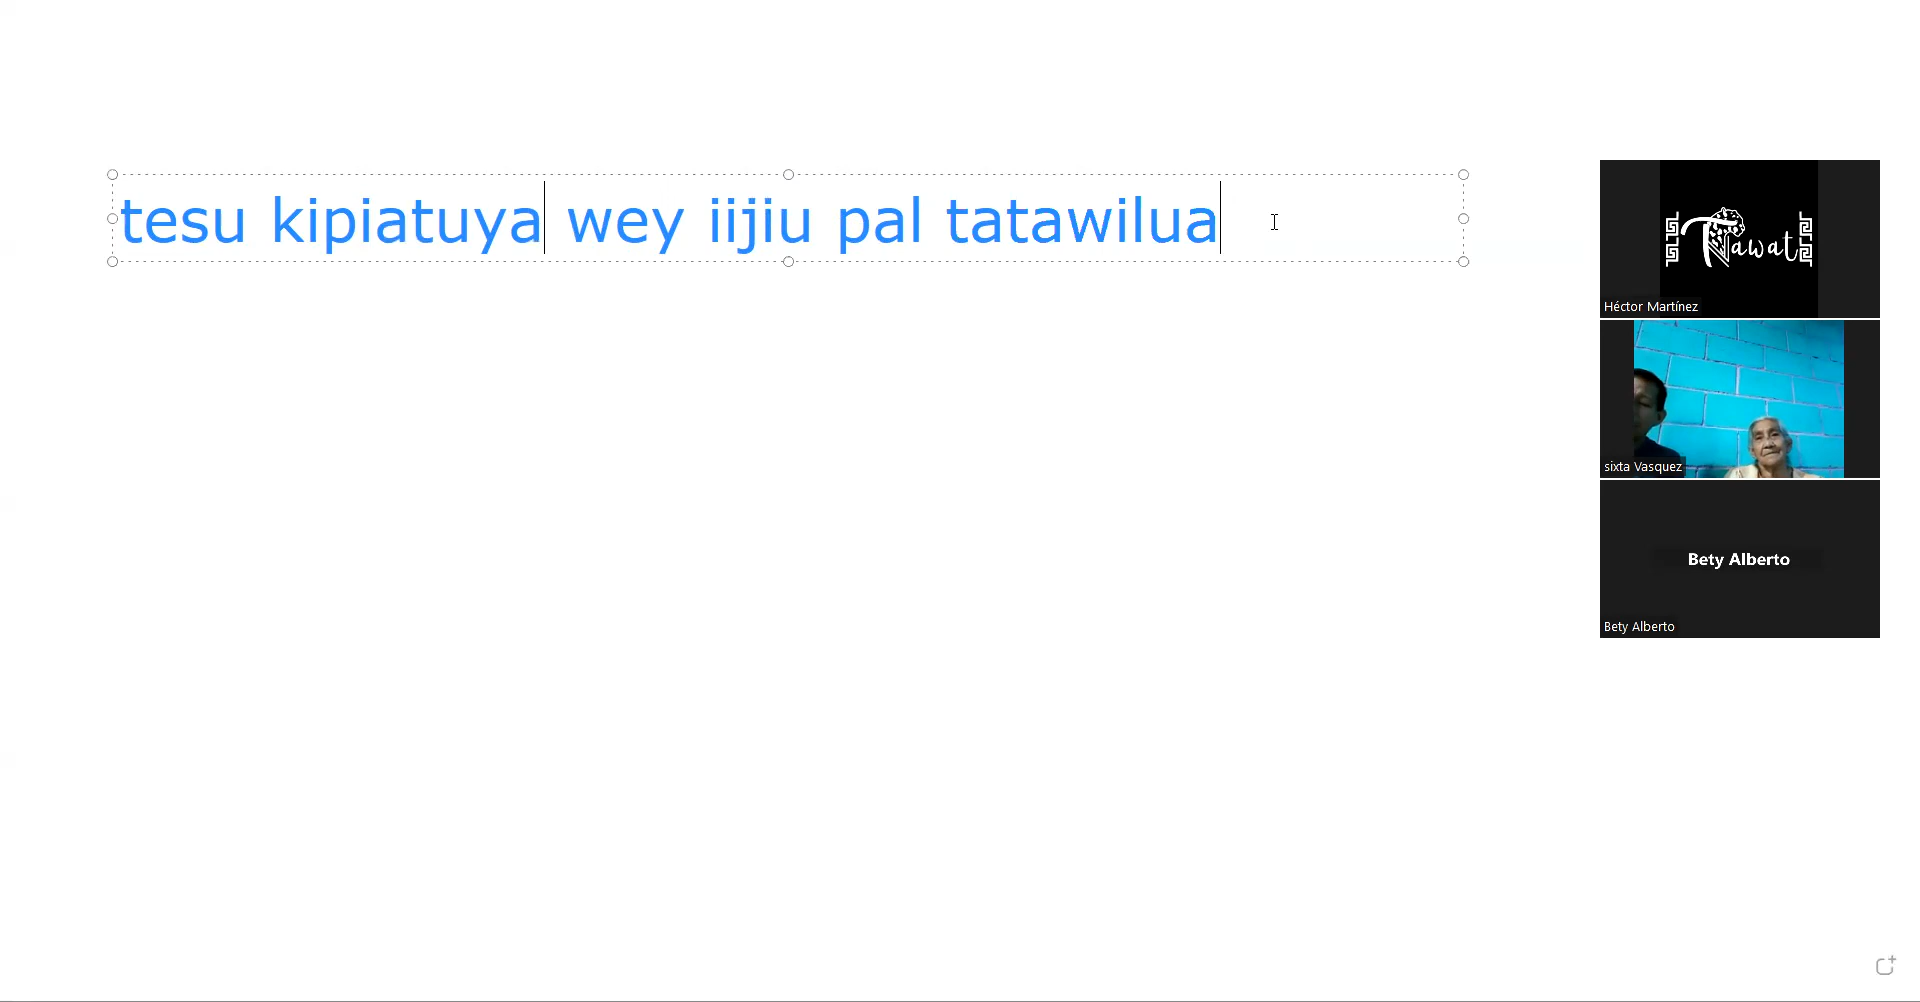 tesu kipiatuya wey iijiu pal tatawilua
Tawat
Héctor Martínez
sixta Vasquez
Bety Alberto
Bety Alberto